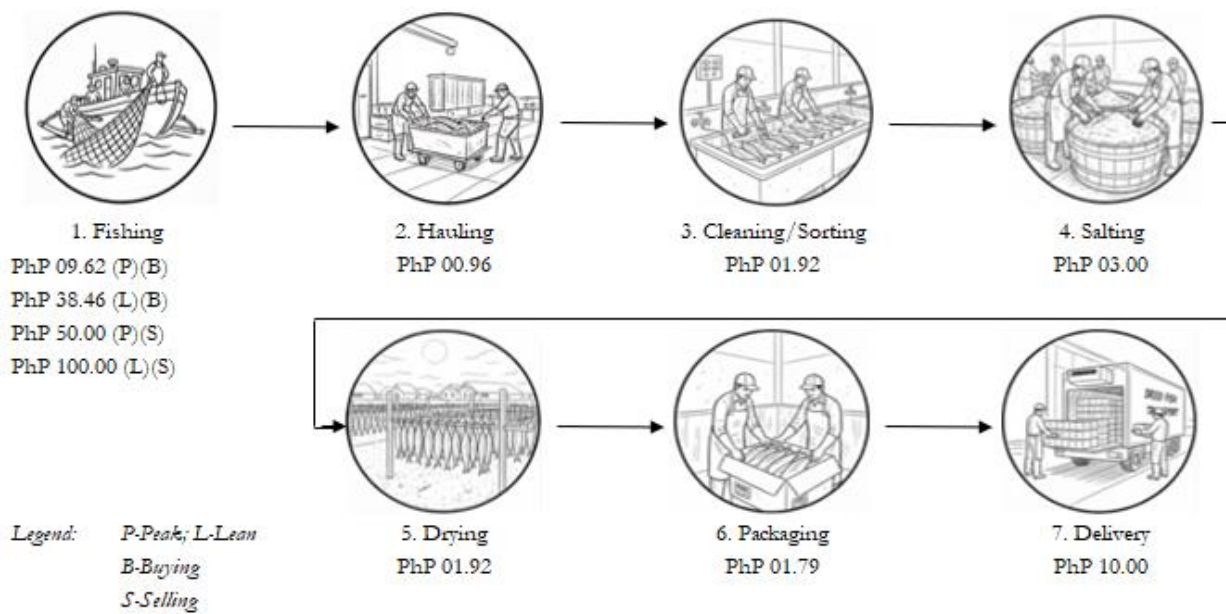 1. Fishing
PhP 09.62 (P)(B)
PhP 38.46 (L)(B)
PhP 50.00 (P)(S)
PhP 100.00 (L)(S)
2. Hauling
PhP 00.96
3. Cleaning/Sorting
PhP 01.92
4. Salting
PhP 03.00
5. Drying
PhP 01.92
6. Packaging
PhP 01.79
7. Delivery
PhP 10.00
Legend: P-Peak; L-Lean
B-Buying
S-Selling